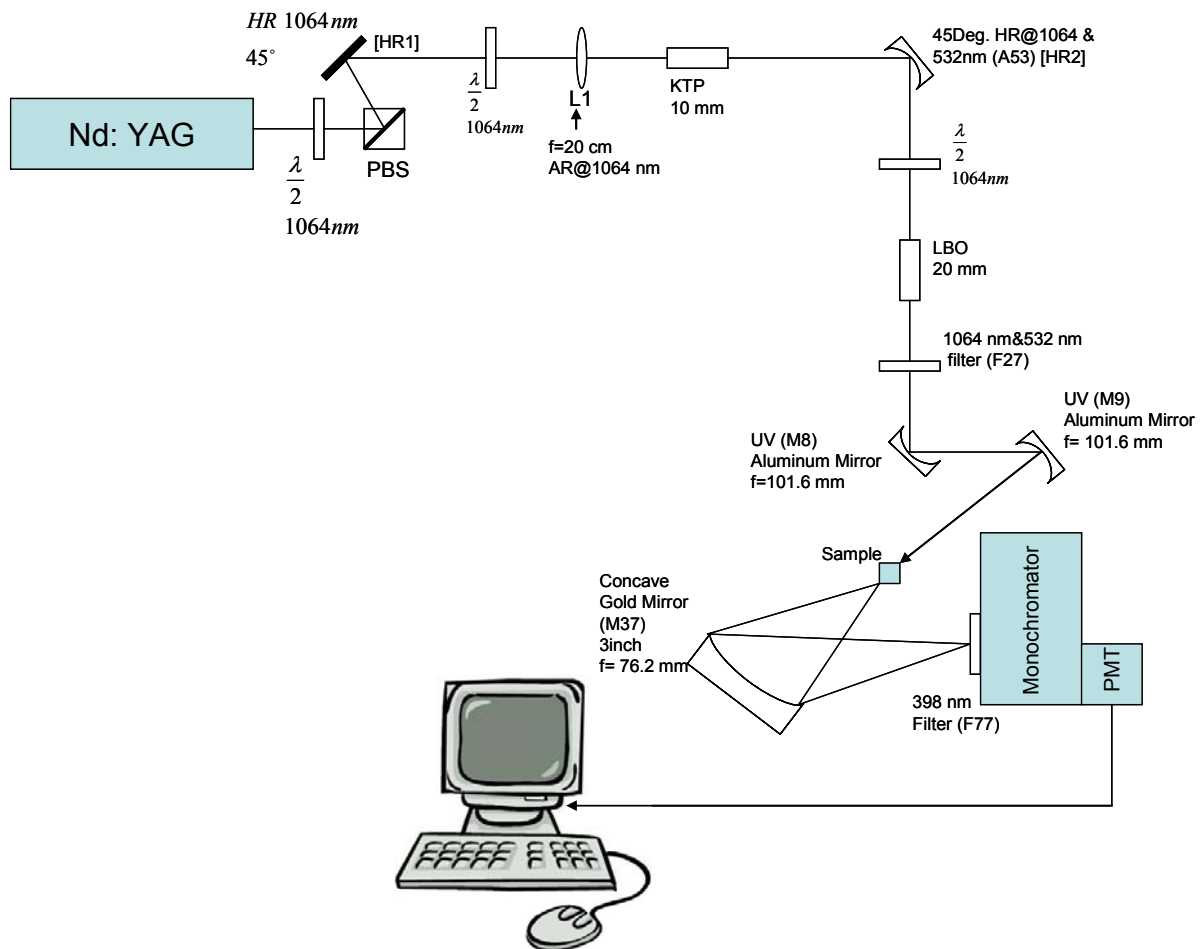 HR 1064nm
45°
[HR1]
Nd: YAG
λ/2
1064nm
PBS
λ/2
1064nm
L1
f=20 cm
AR@1064 nm
KTP
10 mm
45Deg. HR@1064 &
532nm (A53) [HR2]
λ/2
1064nm
LBO
20 mm
1064 nm&532 nm
filter (F27)
UV (M8)
Aluminum Mirror
f=101.6 mm
UV (M9)
Aluminum Mirror
f= 101.6 mm
Sample
Concave
Gold Mirror
(M37)
3inch
f= 76.2 mm
398 nm
Filter (F77)
Monochromator
PMT